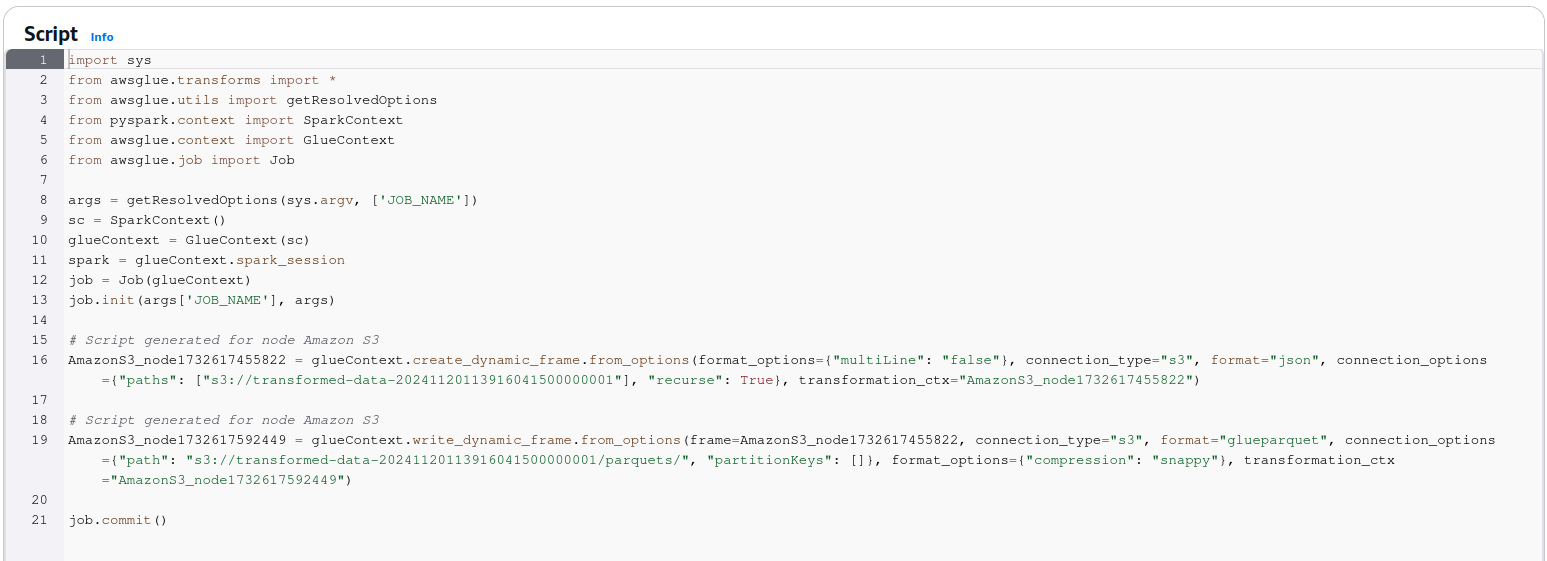 Script Info
1 import sys
2 from awsglue.transforms import *
3 from awsglue.utils import getResolvedOptions
4 from pyspark.context import SparkContext
5 from awsglue.context import GlueContext
6 from awsglue.job import Job
7
8 args = getResolvedOptions(sys.argv, ['JOB_NAME'])
9 sc = SparkContext()
10 glueContext = GlueContext(sc)
11 spark = glueContext.spark_session
12 job = Job(glueContext)
13 job.init(args['JOB_NAME'], args)
14
15 # Script generated for node Amazon S3
16 AmazonS3_node1732617455822 = glueContext.create_dynamic_frame.from_options(format_options={"multiLine": "false"}, connection_type="s3", format="json", connection_options
={"paths": ["s3://transformed-data-20241120113916041500000001"], "recurse": True}, transformation_ctx="AmazonS3_node1732617455822")
17
18 # Script generated for node Amazon S3
19 AmazonS3_node1732617592449 = glueContext.write_dynamic_frame.from_options(frame=AmazonS3_node1732617455822, connection_type="s3", format="glueparquet", connection_options
={"path": "s3://transformed-data-20241120113916041500000001/parquets/", "partitionKeys": []}, format_options={"compression": "snappy"}, transformation_ctx
="AmazonS3_node1732617592449")
20
21 job.commit()